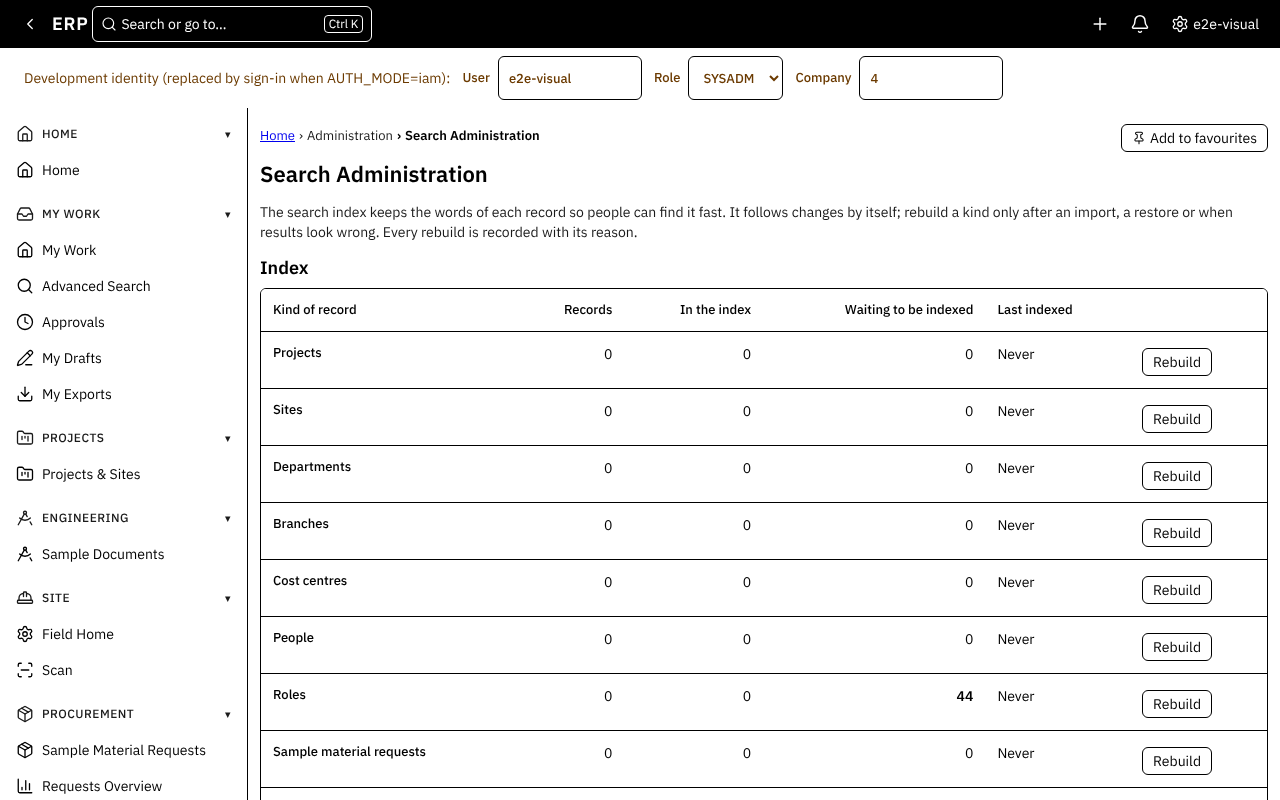 ERP
Search or go to…
Ctrl K
e2e-visual
Development identity (replaced by sign-in when AUTH_MODE=iam):
User
e2e-visual
Role
SYSADM
Company
4
HOME
Home
MY WORK
My Work
Advanced Search
Approvals
My Drafts
My Exports
PROJECTS
Projects & Sites
ENGINEERING
Sample Documents
SITE
Field Home
Scan
PROCUREMENT
Sample Material Requests
Requests Overview
Home › Administration › Search Administration
Add to favourites
Search Administration
The search index keeps the words of each record so people can find it fast. It follows changes by itself; rebuild a kind only after an import, a restore or when
results look wrong. Every rebuild is recorded with its reason.
Index
Kind of record Records In the index Waiting to be indexed Last indexed
Projects 0 0 0 Never Rebuild
Sites 0 0 0 Never Rebuild
Departments 0 0 0 Never Rebuild
Branches 0 0 0 Never Rebuild
Cost centres 0 0 0 Never Rebuild
People 0 0 0 Never Rebuild
Roles 0 0 44 Never Rebuild
Sample material requests 0 0 0 Never Rebuild